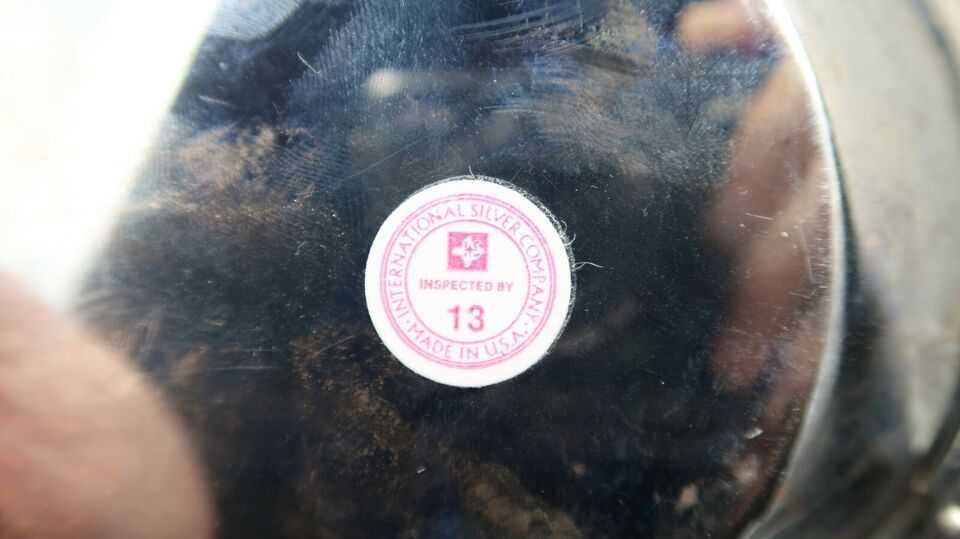 INTERNATIONAL SILVER COMPANY
INSPECTED BY
13
· MADE IN U.S.A. ·